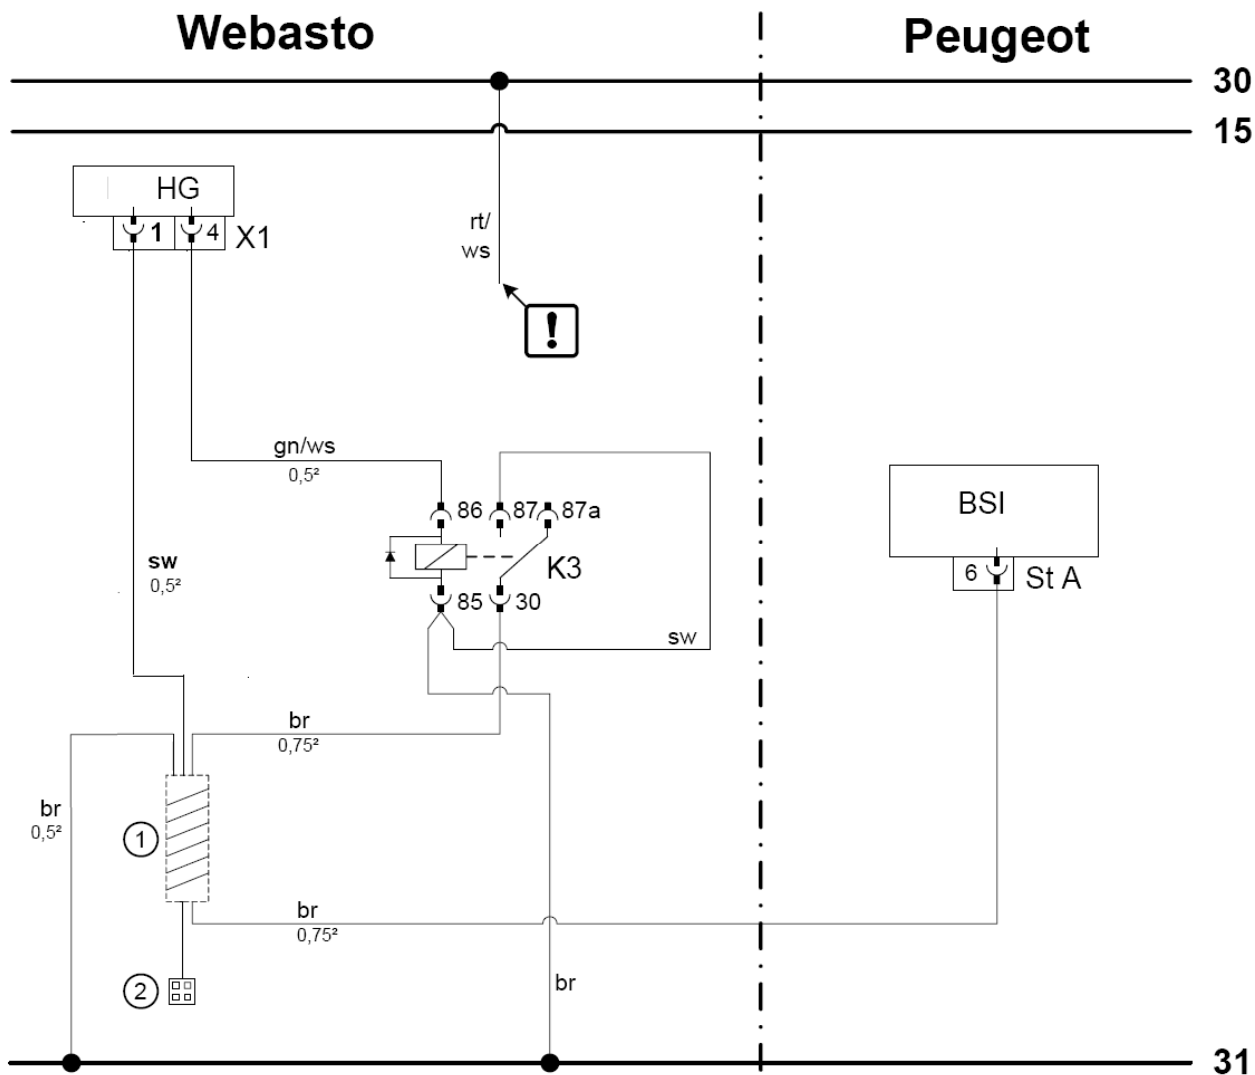 Webasto
Peugeot
30
15
HG
1
4
X1
rt/
ws
!
gn/ws
0,5²
86
87
87a
BSI
K3
sw
0,5²
6
St A
85
30
sw
br
0,75²
br
0,5²
1
br
0,75²
2
br
31